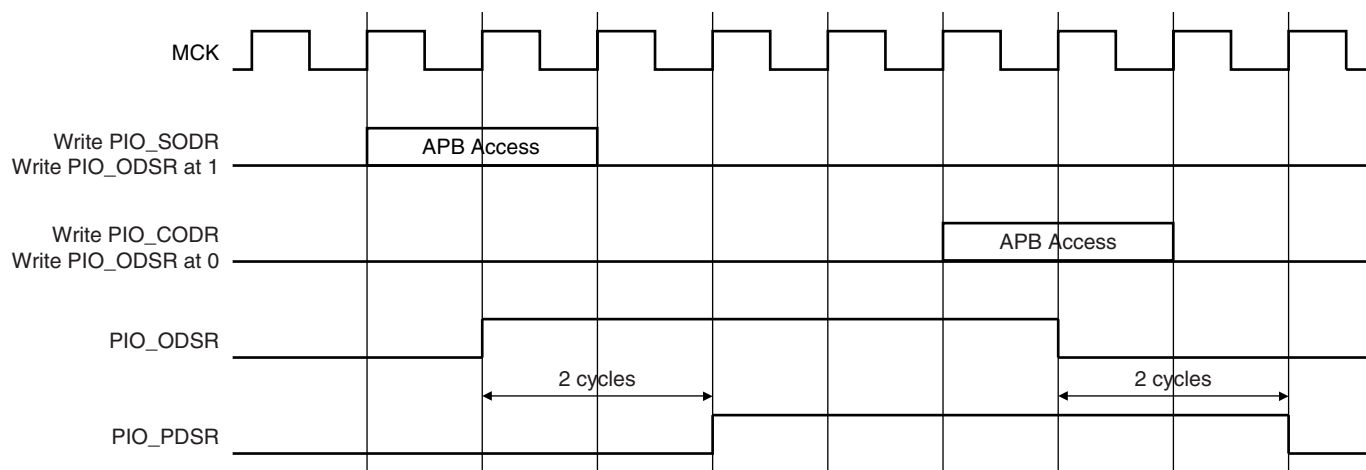 MCK
Write PIO_SODR
Write PIO_ODSR at 1
APB Access
Write PIO_CODR
Write PIO_ODSR at 0
APB Access
PIO_ODSR
2 cycles
2 cycles
PIO_PDSR